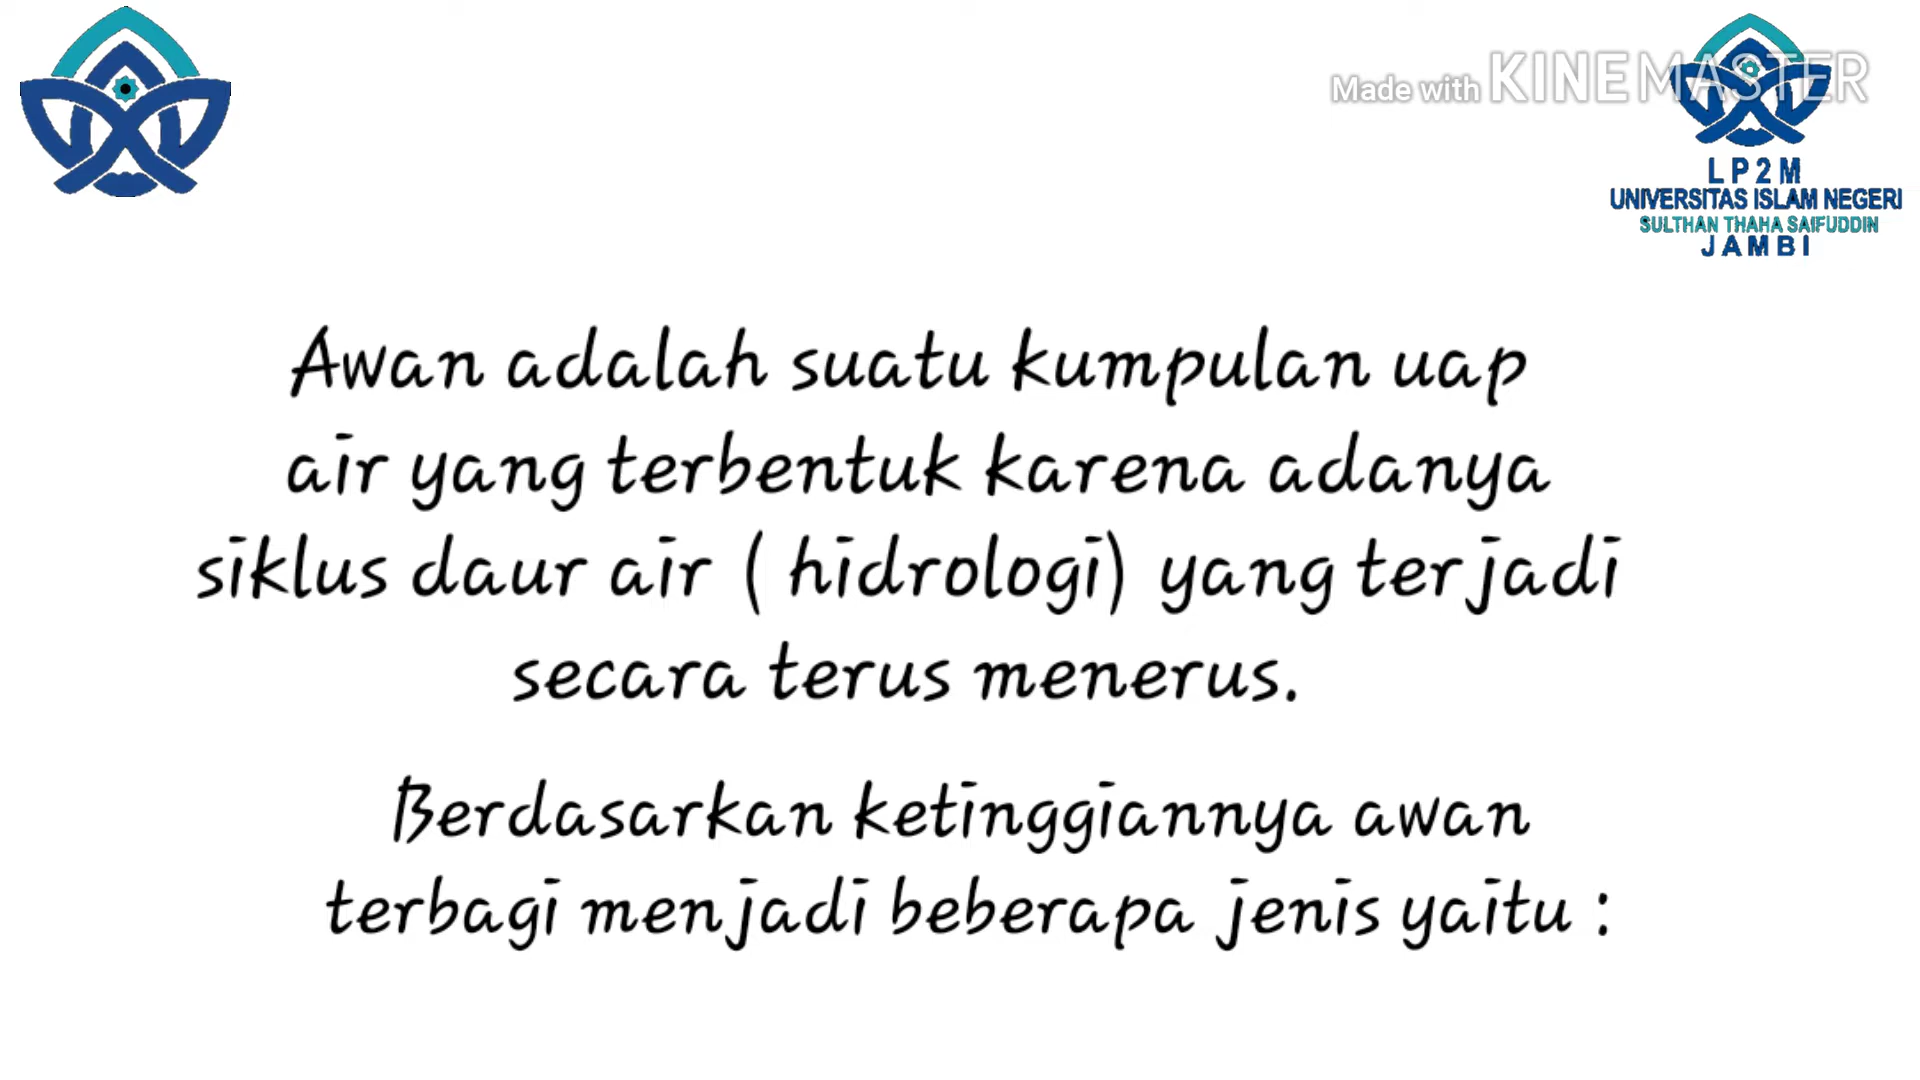 Made with KINEMASTER
LP2M
UNIVERSITAS ISLAM NEGERI
SULTHAN THAHA SAIFUDDIN
JAMBI
Awan adalah suatu kumpulan uap
air yang terbentuk karena adanya
siklus daur air ( hidrologi) yang terjadi
secara terus menerus.
Berdasarkan ketinggiannya awan
terbagi menjadi beberapa jenis yaitu :